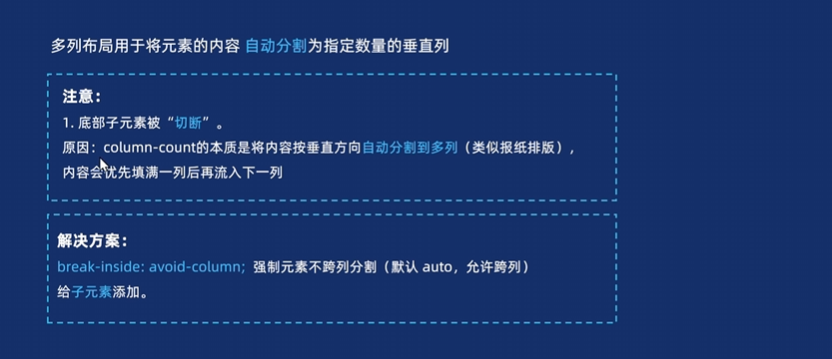 多列布局用于将元素的内容 自动分割为指定数量的垂直列
注意：
1. 底部子元素被“切断”。
原因：column-count的本质是将内容按垂直方向自动分割到多列（类似报纸排版），
内容会优先填满一列后再流入下一列
解决方案：
break-inside: avoid-column; 强制元素不跨列分割（默认 auto，允许跨列）
给子元素添加。